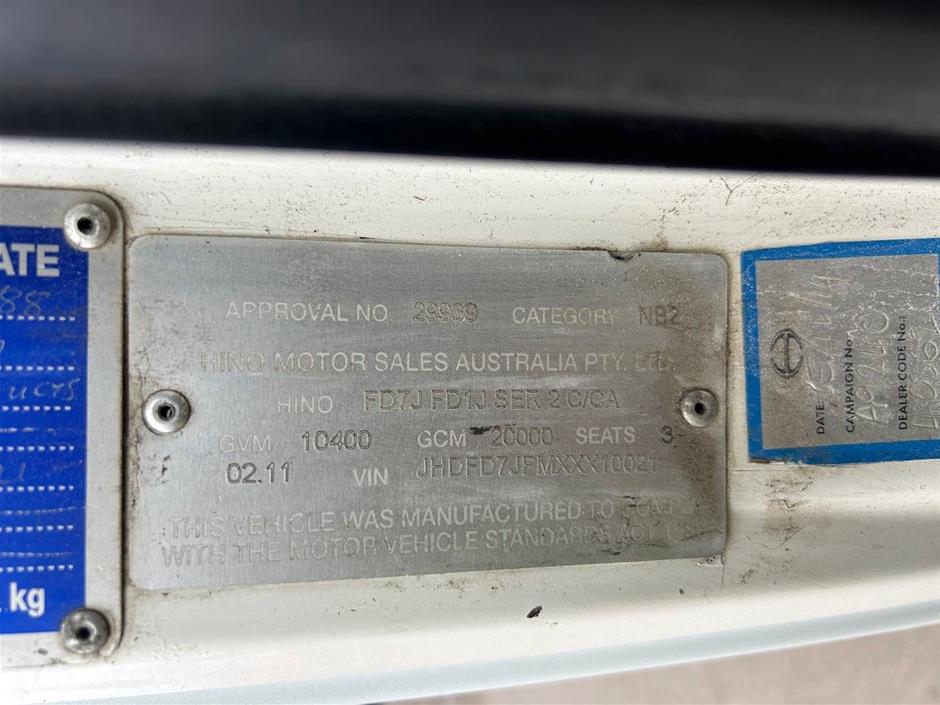 ATE
88
kg
APPROVAL NO. 29939 CATEGORY NB2
HINO MOTOR SALES AUSTRALIA PTY. LTD.
HINO FD7J FD1J SER 2 C/CA
GVM 10400 GCM 20000 SEATS 3
02.11 VIN JHDFD7JFMXXX10021
THIS VEHICLE WAS MANUFACTURED TO COMPLY
WITH THE MOTOR VEHICLE STANDARDS ACT
DATE:
CAMPAIGN No.:
DEALER CODE No.: